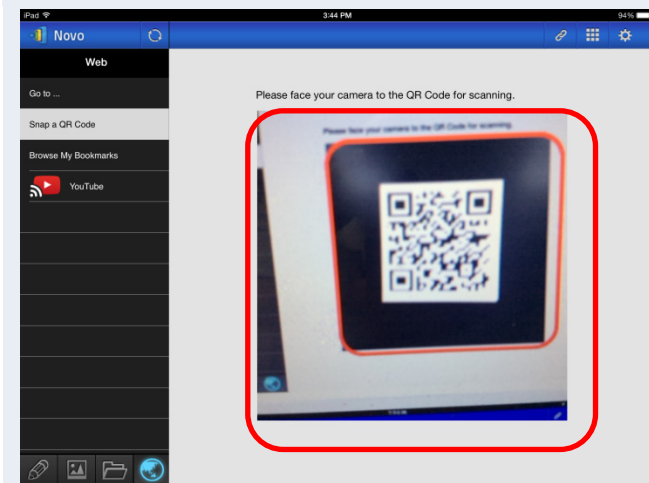 iPad
3:44 PM
94%
Novo
Web
Go to ...
Snap a QR Code
Browse My Bookmarks
YouTube
Please face your camera to the QR Code for scanning.
Please face your camera to the QR Code for scanning.